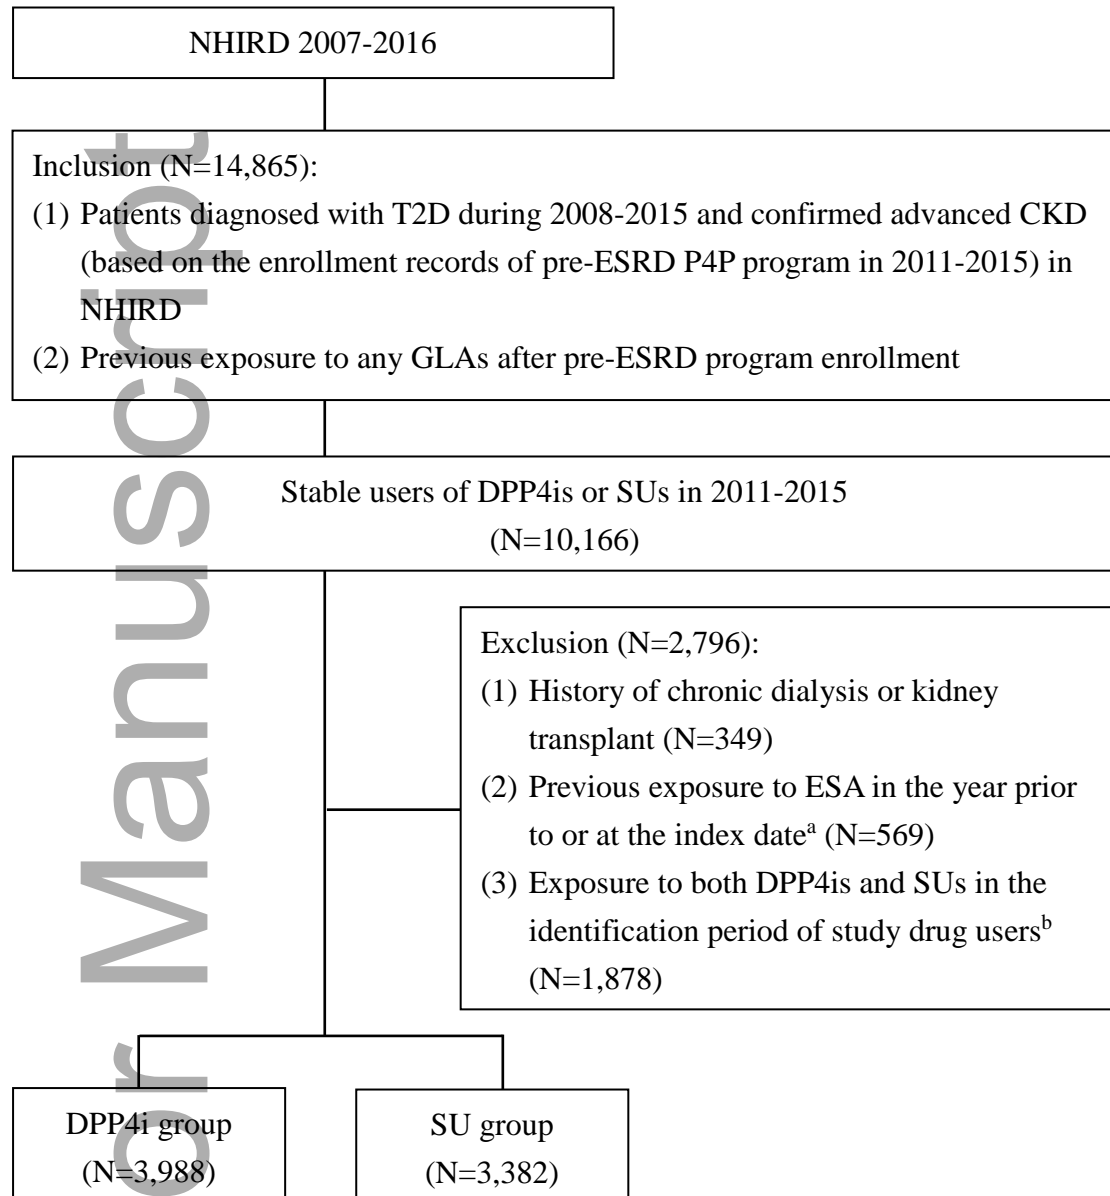 NHIRD 2007-2016
Inclusion (N=14,865):
(1) Patients diagnosed with T2D during 2008-2015 and confirmed advanced CKD
(based on the enrollment records of pre-ESRD P4P program in 2011-2015) in
NHIRD
(2) Previous exposure to any GLAs after pre-ESRD program enrollment
Stable users of DPP4is or SUs in 2011-2015
(N=10,166)
Exclusion (N=2,796):
(1) History of chronic dialysis or kidney
transplant (N=349)
(2) Previous exposure to ESA in the year prior
to or at the index dateᵃ (N=569)
(3) Exposure to both DPP4is and SUs in the
identification period of study drug usersᵇ
(N=1,878)
DPP4i group
(N=3,988)
SU group
(N=3,382)
or Manuscript